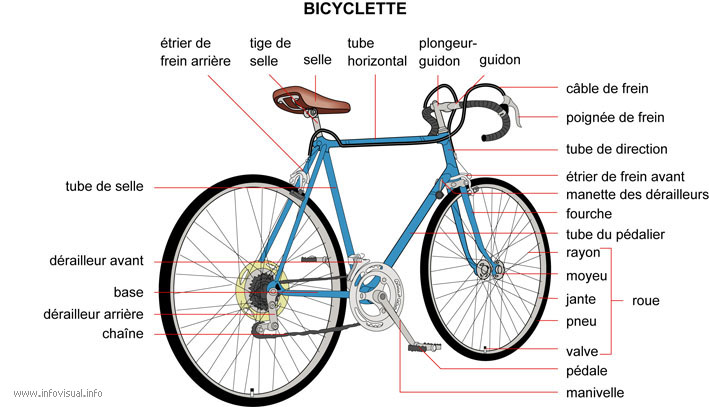 BICYCLETTE
étrier de
frein arrière
tige de
selle
selle
tube
horizontal
plongeur-
guidon
guidon
câble de frein
poignée de frein
tube de direction
étrier de frein avant
manette des dérailleurs
fourche
tube du pédalier
rayon
moyeu
roue
jante
pneu
valve
pédale
manivelle
tube de selle
dérailleur avant
base
dérailleur arrière
chaîne
www.infovisual.info